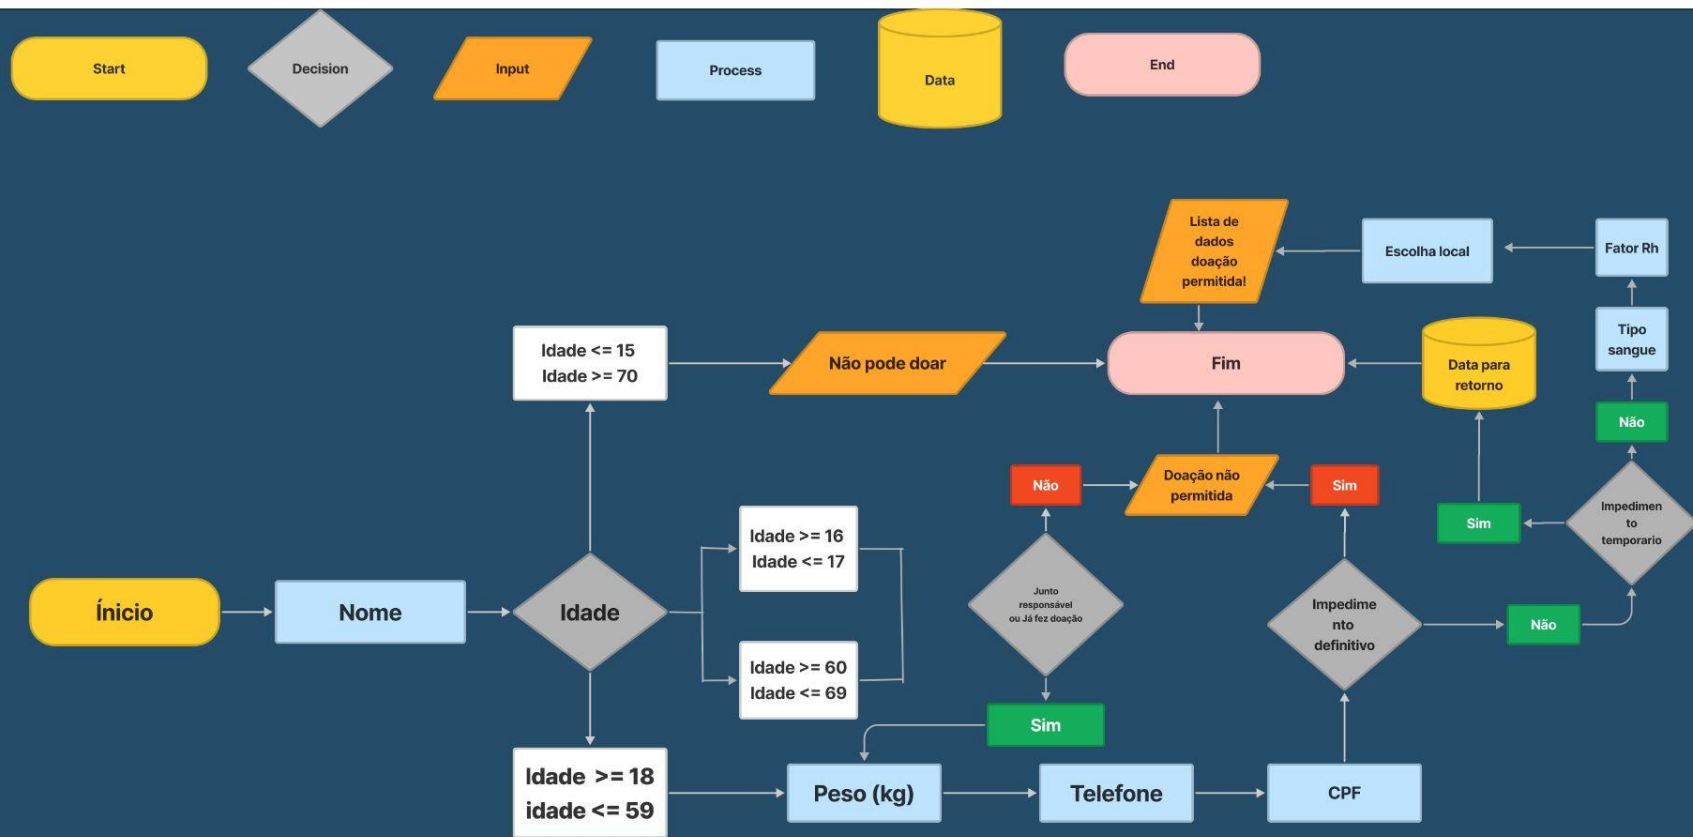 Start
Decision
Input
Process
Data
End
Lista de
dados
doação
permitida!
Escolha local
Fator Rh
Idade <= 15
Idade >= 70
Não pode doar
Fim
Data para
retorno
Tipo
sangue
Não
Não
Doação não
permitida
Sim
Sim
Impedimen
to
temporario
Idade >= 16
Idade <= 17
Ínicio
Nome
Idade
Junto
responsável
ou Já fez doação
Impedime
nto
definitivo
Não
Idade >= 60
Idade <= 69
Sim
Idade >= 18
idade <= 59
Peso (kg)
Telefone
CPF